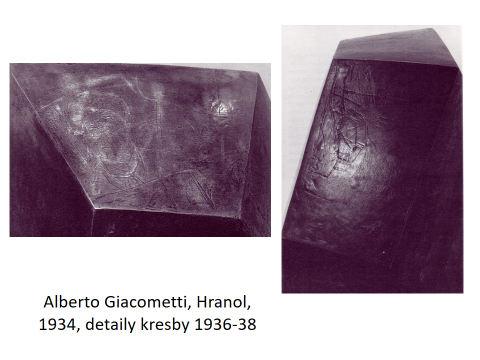 Alberto Giacometti, Hranol,
1934, detaily kresby 1936-38